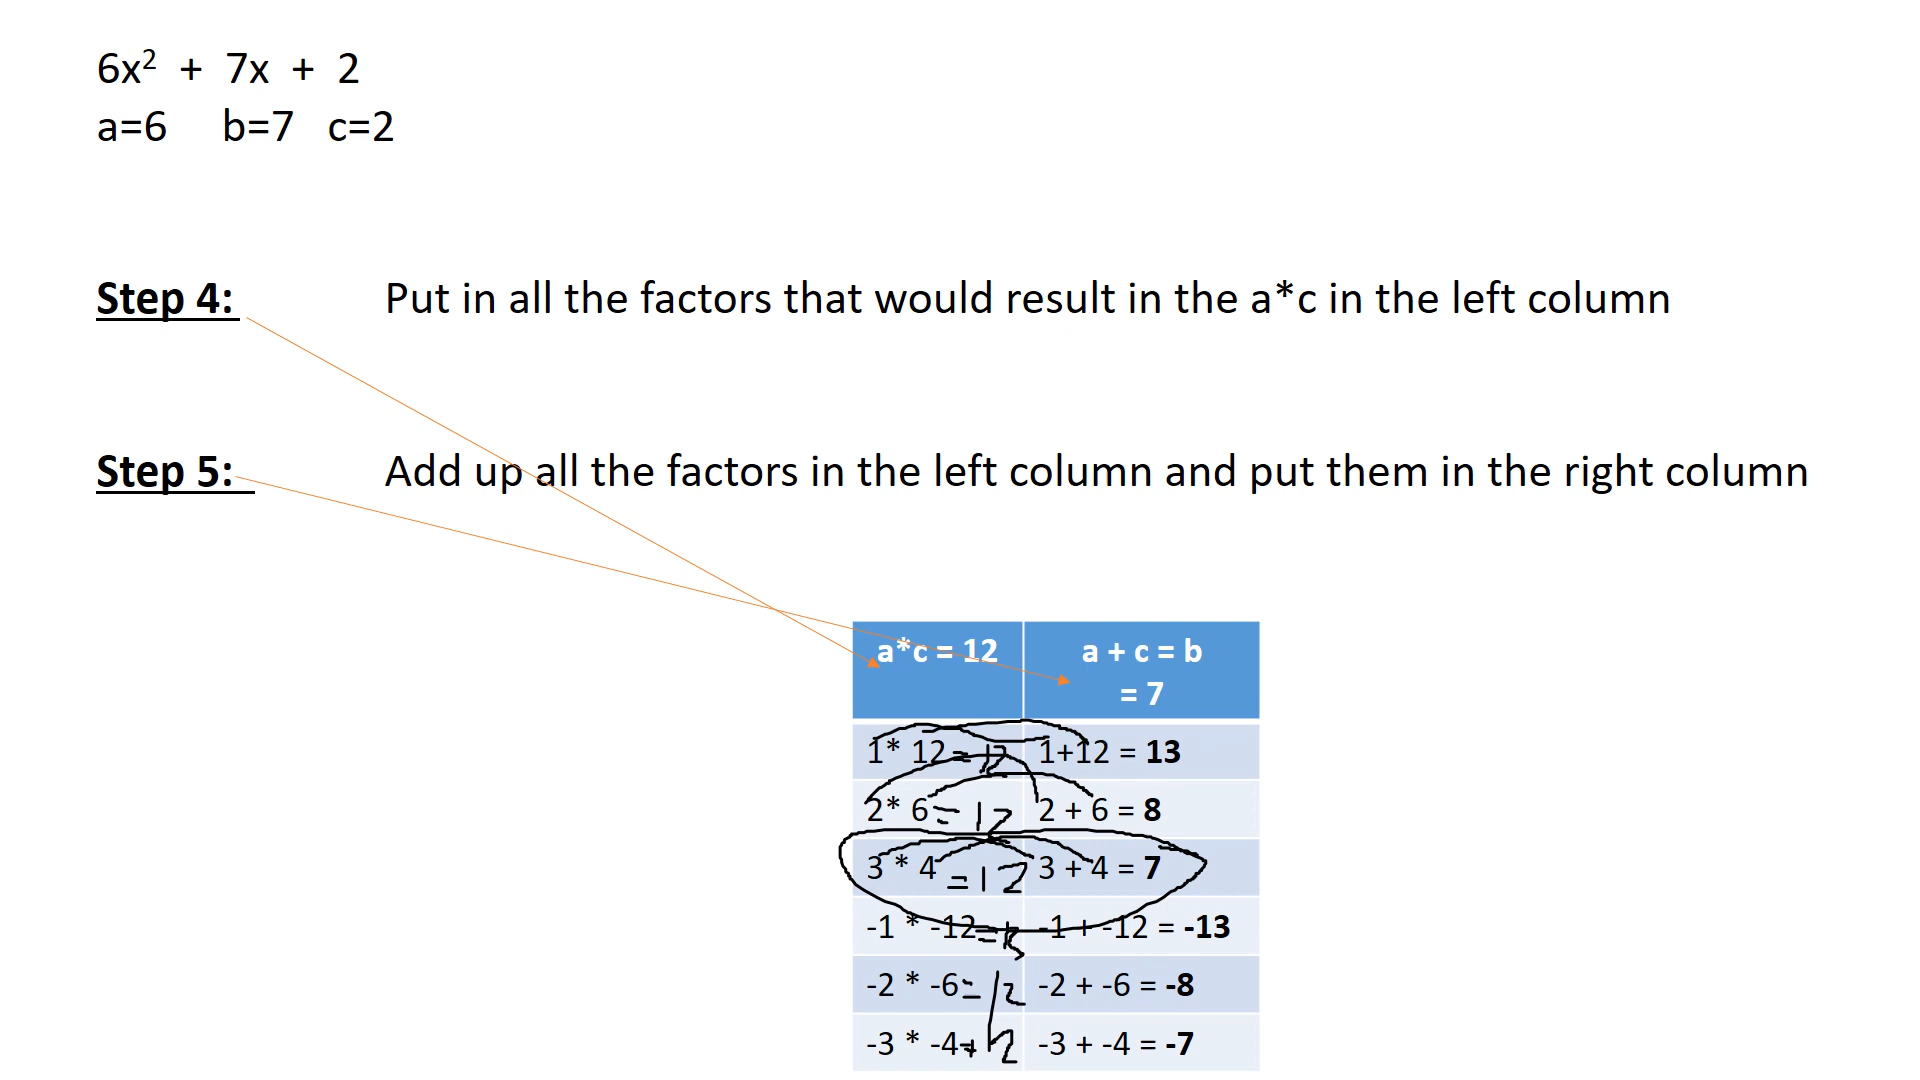 6x² + 7x + 2
a=6 b=7 c=2
Step 4: Put in all the factors that would result in the a*c in the left column
Step 5: Add up all the factors in the left column and put them in the right column
a*c = 12 a + c = b
= 7
1* 12 = 12 1+12 = 13
2* 6 = 12 2 + 6 = 8
3 * 4 = 12 3 + 4 = 7
-1 * -12 = -1 + -12 = -13
-2 * -6 = 12 -2 + -6 = -8
-3 * -4 -3 + -4 = -7